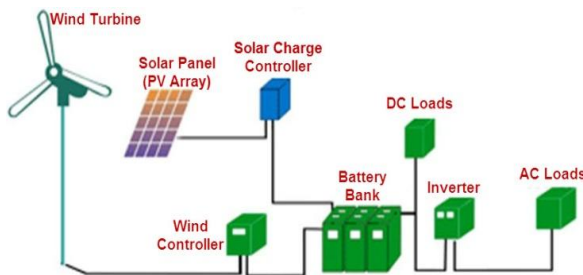 Wind Turbine
Solar Panel
(PV Array)
Solar Charge
Controller
DC Loads
Battery
Bank
Inverter
AC Loads
Wind
Controller